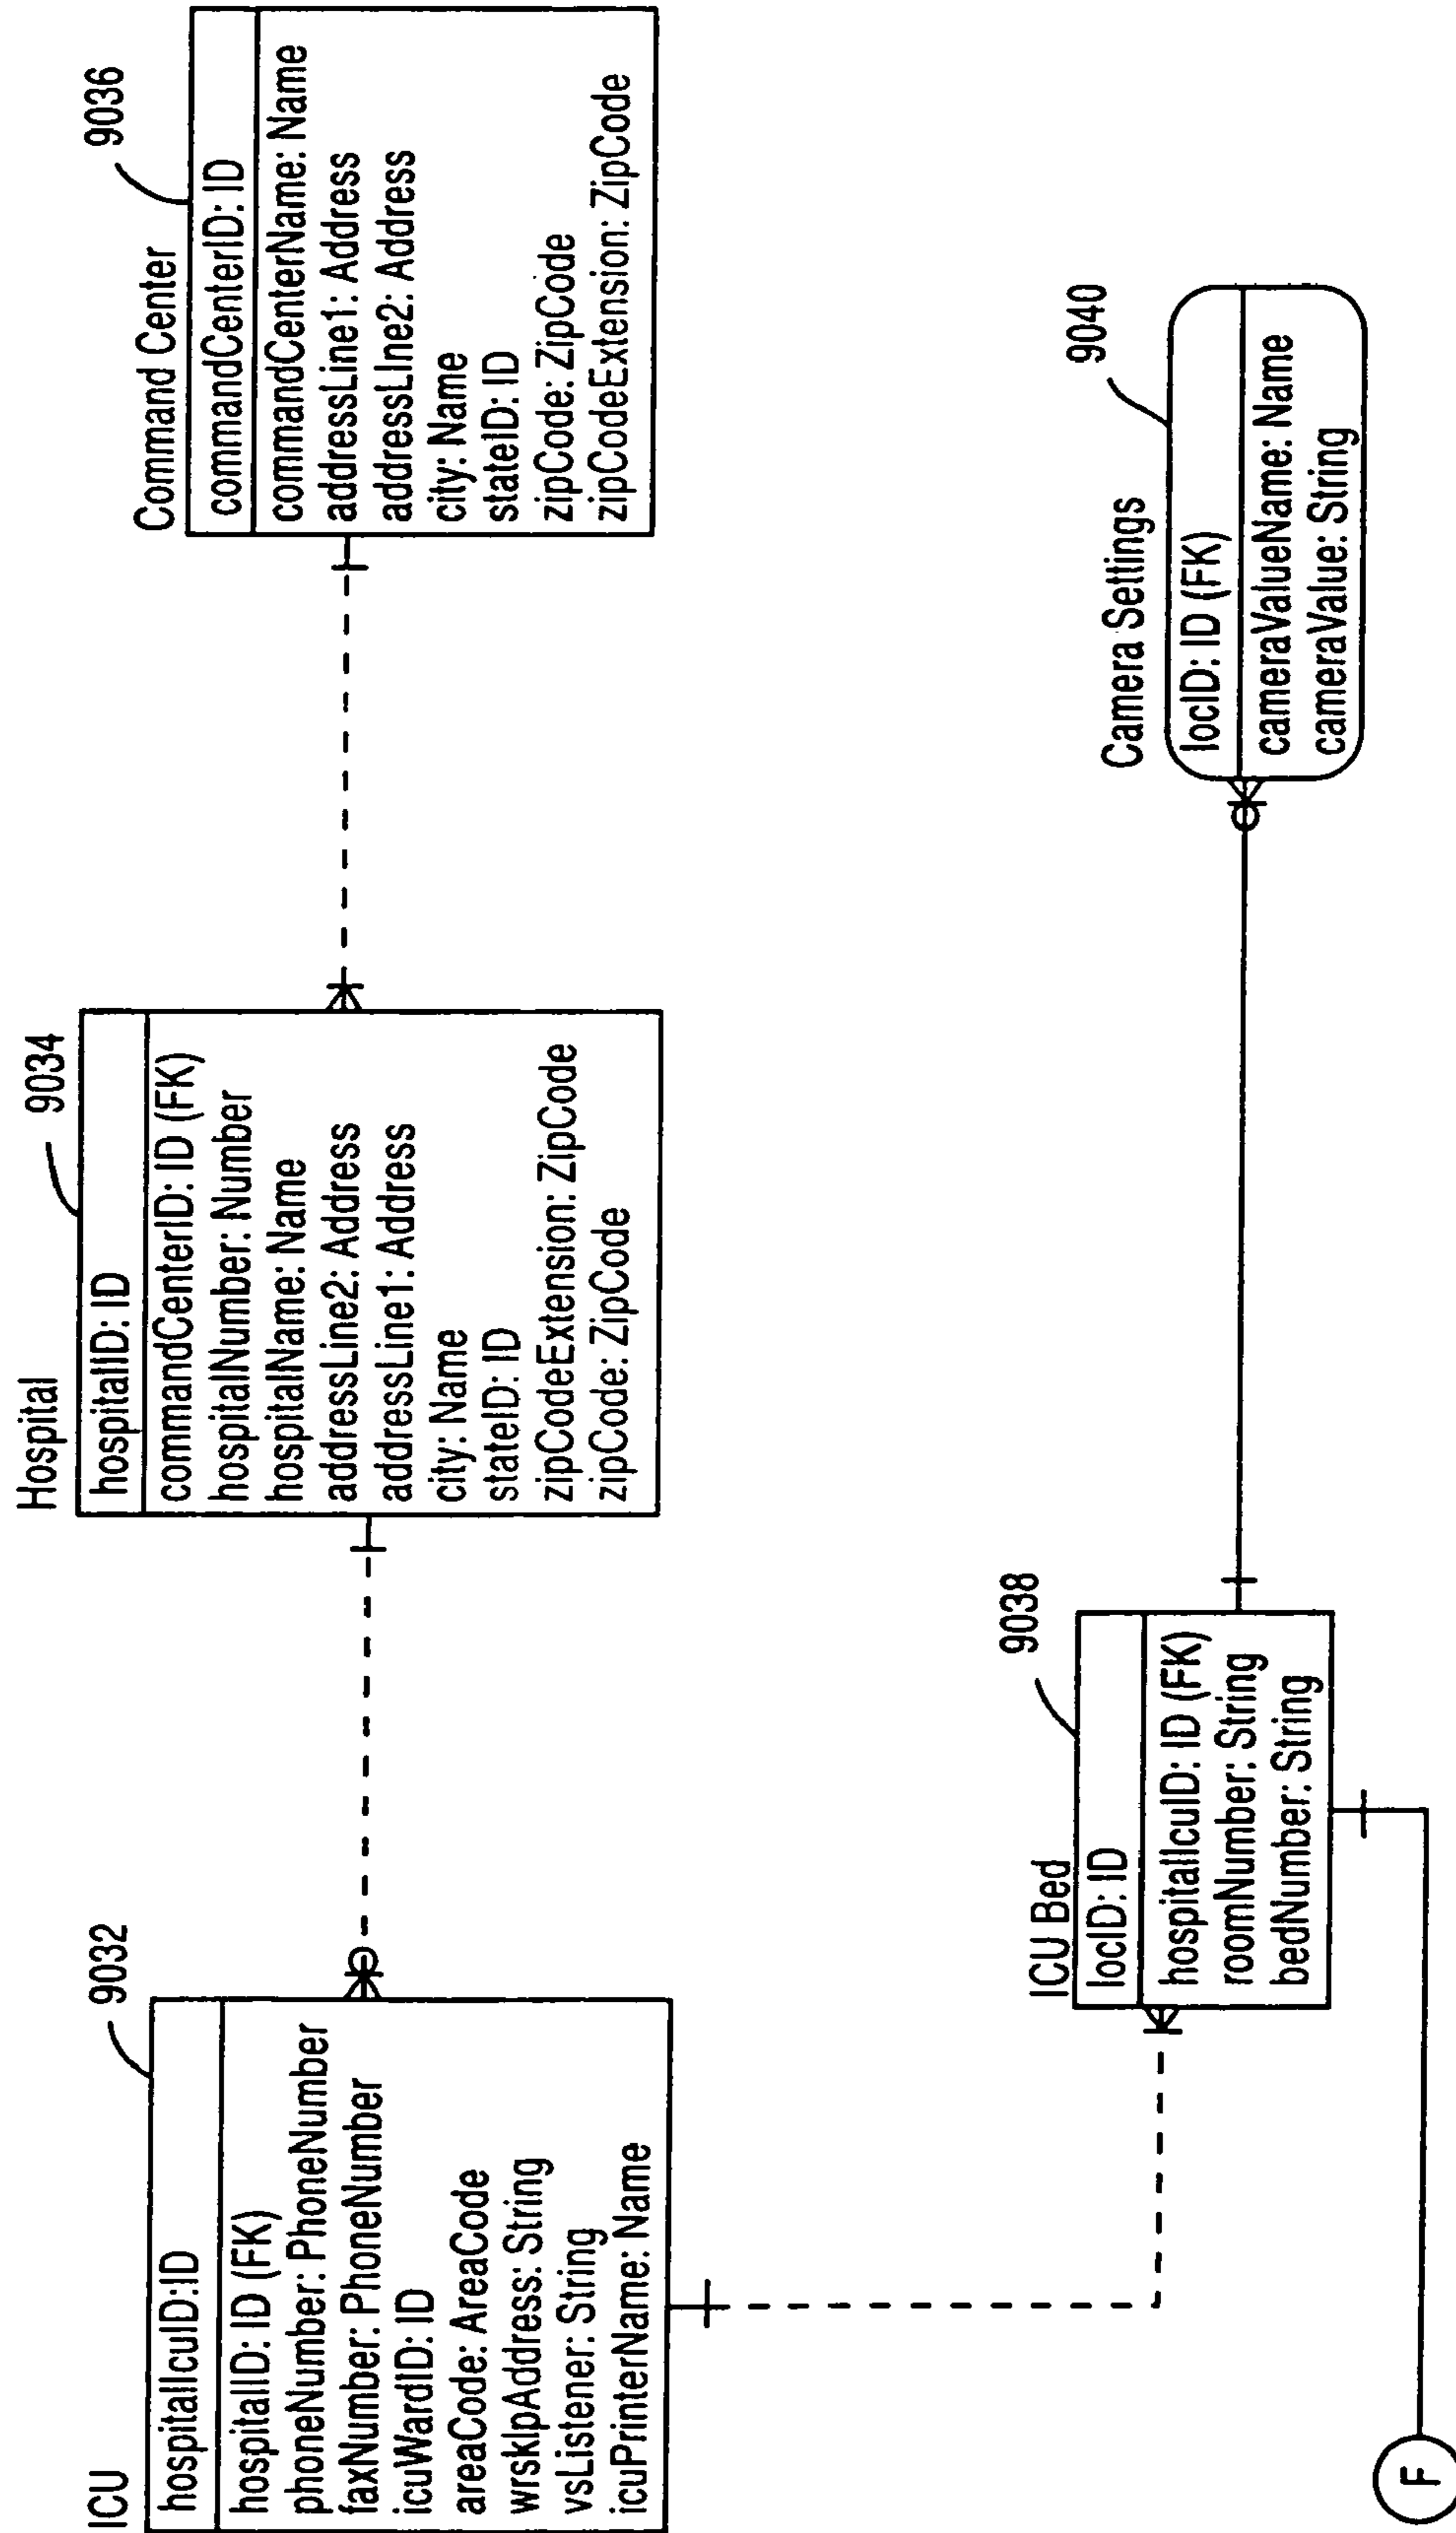 ICU
9032
hospitalIcuID:ID
hospitalID: ID (FK)
phoneNumber: PhoneNumber
faxNumber: PhoneNumber
icuWardID: ID
areaCode: AreaCode
wrskIpAddress: String
vsListener: String
icuPrinterName: Name
Hospital
9034
hospitalID: ID
commandCenterID: ID (FK)
hospitalNumber: Number
hospitalName: Name
addressLine2: Address
addressLine1: Address
city: Name
stateID: ID
zipCodeExtension: ZipCode
zipCode: ZipCode
Command Center
9036
commandCenterID: ID
commandCenterName: Name
addressLine1: Address
addressLIne2: Address
city: Name
stateID: ID
zipCode: ZipCode
zipCodeExtension: ZipCode
ICU Bed
9038
locID: ID
hospitalIcuID: ID (FK)
roomNumber: String
bedNumber: String
Camera Settings
9040
locID: ID (FK)
cameraValueName: Name
cameraValue: String
F